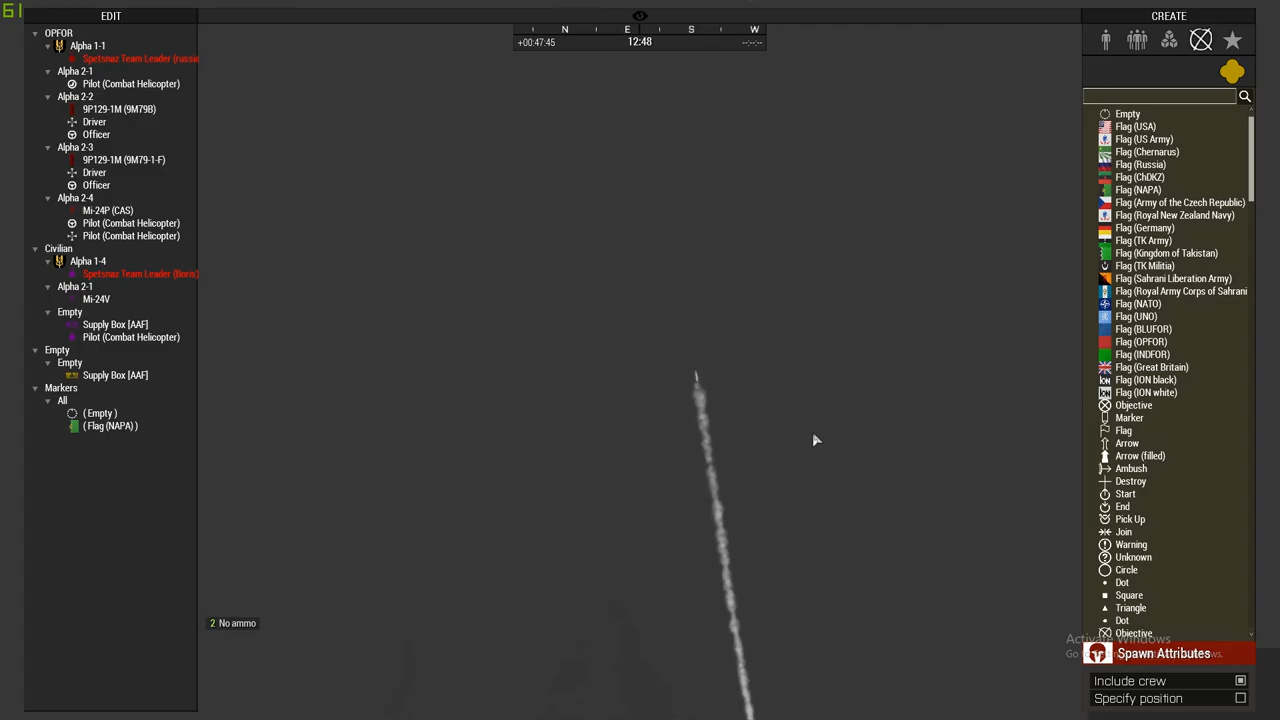 61
EDIT
OPFOR
Alpha 1-1
Spetsnaz Team Leader (russia
Alpha 2-1
Pilot (Combat Helicopter)
Alpha 2-2
9P129-1M (9M79B)
Driver
Officer
Alpha 2-3
9P129-1M (9M79-1-F)
Driver
Officer
Alpha 2-4
Mi-24P (CAS)
Pilot (Combat Helicopter)
Pilot (Combat Helicopter)
Civilian
Alpha 1-4
Spetsnaz Team Leader (Boris)
Alpha 2-1
Mi-24V
Empty
Supply Box [AAF]
Pilot (Combat Helicopter)
Empty
Empty
Supply Box [AAF]
Markers
All
( Empty )
( Flag (NAPA) )
N E S W
+00:47:45 12:48 --:--:--
2 No ammo
CREATE
Empty
Flag (USA)
Flag (US Army)
Flag (Chernarus)
Flag (Russia)
Flag (ChDKZ)
Flag (NAPA)
Flag (Army of the Czech Republic)
Flag (Royal New Zealand Navy)
Flag (Germany)
Flag (TK Army)
Flag (Kingdom of Takistan)
Flag (TK Militia)
Flag (Sahrani Liberation Army)
Flag (Royal Army Corps of Sahrani
Flag (NATO)
Flag (UNO)
Flag (BLUFOR)
Flag (OPFOR)
Flag (INDFOR)
Flag (Great Britain)
Flag (ION black)
Flag (ION white)
Objective
Marker
Flag
Arrow
Arrow (filled)
Ambush
Destroy
Start
End
Pick Up
Join
Warning
Unknown
Circle
Dot
Square
Triangle
Dot
Objective
Activate Windows
Spawn Attributes
Include crew
Specify position